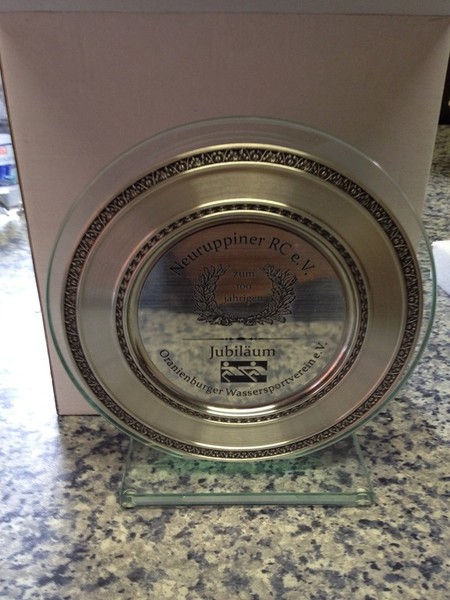 Neuruppiner RC e.V.
zum
100
jährigen
Jubiläum
Oranienburger Wassersportverein e.V.